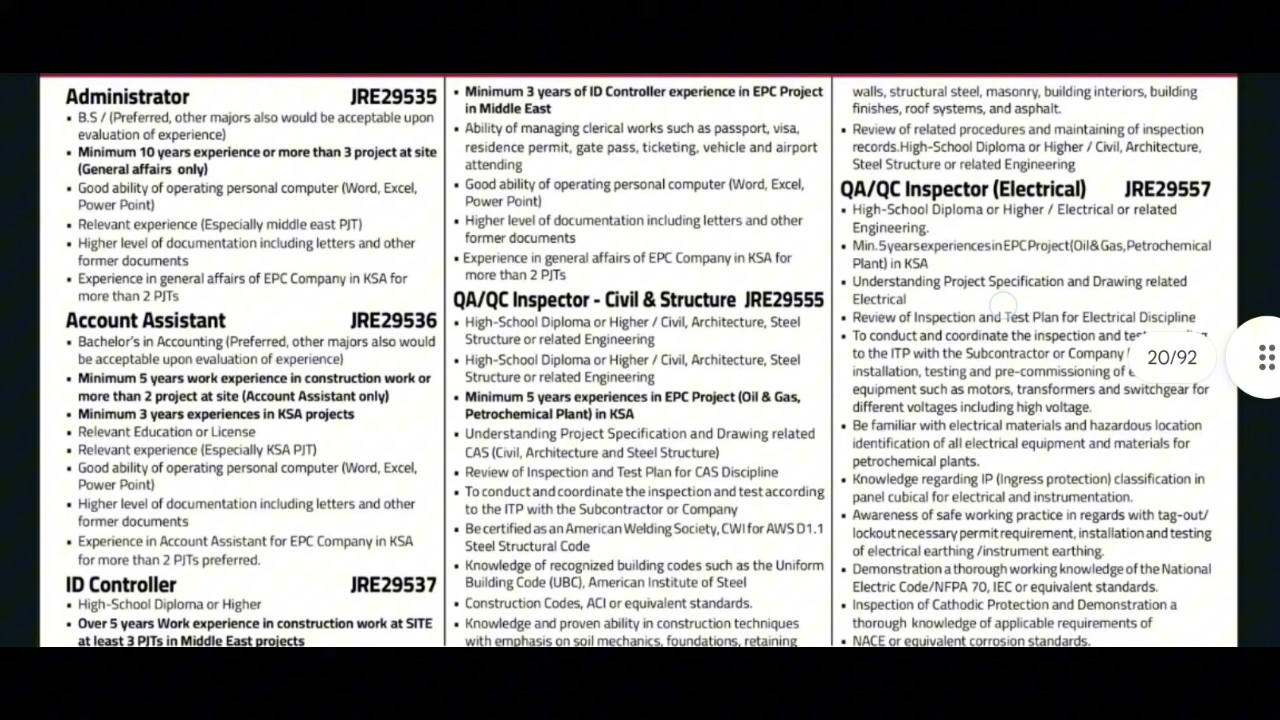 Administrator JRE29535
▪ B.S / (Preferred, other majors also would be acceptable upon
evaluation of experience)
▪ Minimum 10 years experience or more than 3 project at site
(General affairs only)
▪ Good ability of operating personal computer (Word, Excel,
Power Point)
▪ Relevant experience (Especially middle east PJT)
▪ Higher level of documentation including letters and other
former documents
▪ Experience in general affairs of EPC Company in KSA for
more than 2 PJTs
Account Assistant JRE29536
▪ Bachelor's in Accounting (Preferred, other majors also would
be acceptable upon evaluation of experience)
▪ Minimum 5 years work experience in construction work or
more than 2 project at site (Account Assistant only)
▪ Minimum 3 years experiences in KSA projects
▪ Relevant Education or License
▪ Relevant experience (Especially KSA PJT)
▪ Good ability of operating personal computer (Word, Excel,
Power Point)
▪ Higher level of documentation including letters and other
former documents
▪ Experience in Account Assistant for EPC Company in KSA
for more than 2 PJTs preferred.
ID Controller JRE29537
▪ High-School Diploma or Higher
▪ Over 5 years Work experience in construction work at SITE
at least 3 PJTs in Middle East projects
▪ Minimum 3 years of ID Controller experience in EPC Project
in Middle East
▪ Ability of managing clerical works such as passport, visa,
residence permit, gate pass, ticketing, vehicle and airport
attending
▪ Good ability of operating personal computer (Word, Excel,
Power Point)
▪ Higher level of documentation including letters and other
former documents
▪ Experience in general affairs of EPC Company in KSA for
more than 2 PJTs
QA/QC Inspector - Civil & Structure JRE29555
▪ High-School Diploma or Higher / Civil, Architecture, Steel
Structure or related Engineering
▪ High-School Diploma or Higher / Civil, Architecture, Steel
Structure or related Engineering
▪ Minimum 5 years experiences in EPC Project (Oil & Gas,
Petrochemical Plant) in KSA
▪ Understanding Project Specification and Drawing related
CAS (Civil, Architecture and Steel Structure)
▪ Review of Inspection and Test Plan for CAS Discipline
▪ To conduct and coordinate the inspection and test according
to the ITP with the Subcontractor or Company
▪ Be certified as an American Welding Society, CWI for AWS D1.1
Steel Structural Code
▪ Knowledge of recognized building codes such as the Uniform
Building Code (UBC), American Institute of Steel
▪ Construction Codes, ACI or equivalent standards.
▪ Knowledge and proven ability in construction techniques
with emphasis on soil mechanics, foundations, retaining
walls, structural steel, masonry, building interiors, building
finishes, roof systems, and asphalt.
▪ Review of related procedures and maintaining of inspection
records.High-School Diploma or Higher / Civil, Architecture,
Steel Structure or related Engineering
QA/QC Inspector (Electrical) JRE29557
▪ High-School Diploma or Higher / Electrical or related
Engineering.
▪ Min. 5 years experiences in EPC Project (Oil & Gas, Petrochemical
Plant) in KSA
▪ Understanding Project Specification and Drawing related
Electrical
▪ Review of Inspection and Test Plan for Electrical Discipline
▪ To conduct and coordinate the inspection and
to the ITP with the Subcontractor or Company
installation, testing and pre-commissioning of
equipment such as motors, transformers and switchgear for
different voltages including high voltage.
▪ Be familiar with electrical materials and hazardous location
identification of all electrical equipment and materials for
petrochemical plants.
▪ Knowledge regarding IP (Ingress protection) classification in
panel cubical for electrical and instrumentation.
▪ Awareness of safe working practice in regards with tag-out/
lockout necessary permit requirement, installation and testing
of electrical earthing /instrument earthing.
▪ Demonstration a thorough working knowledge of the National
Electric Code/NFPA 70, IEC or equivalent standards.
▪ Inspection of Cathodic Protection and Demonstration a
thorough knowledge of applicable requirements of
▪ NACE or equivalent corrosion standards.
20/92